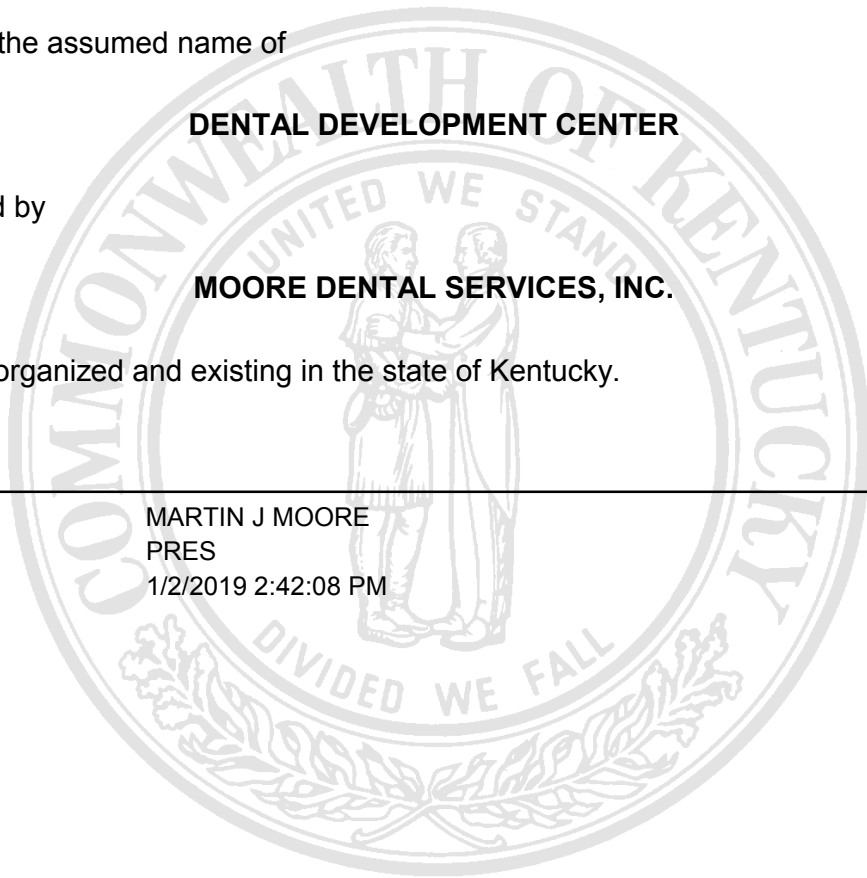 the assumed name of
DENTAL DEVELOPMENT CENTER
d by
MOORE DENTAL SERVICES, INC.
organized and existing in the state of Kentucky.
MARTIN J MOORE
PRES
1/2/2019 2:42:08 PM
COMMONWEALTH OF KENTUCKY
UNITED WE STAND
DIVIDED WE FALL